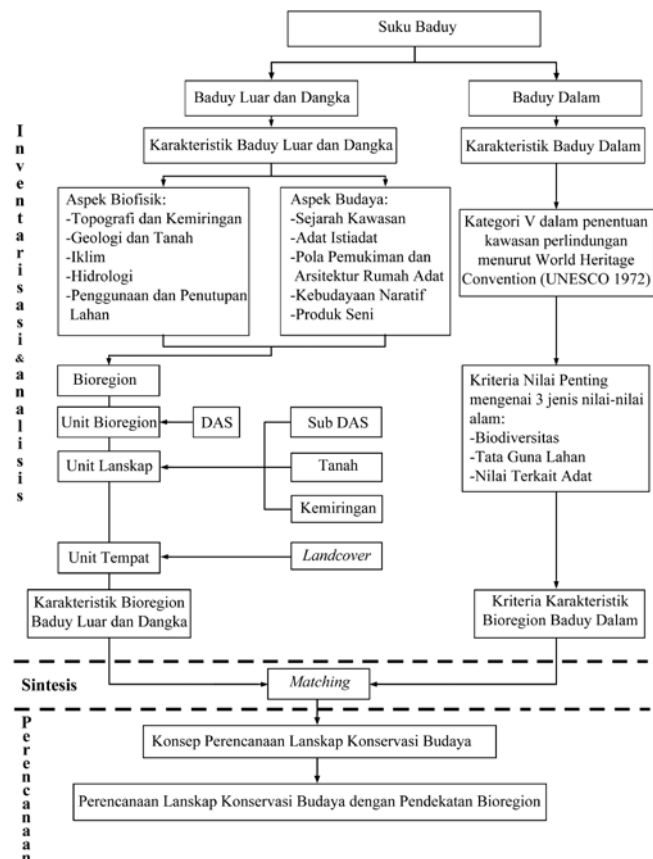 Suku Baduy
Baduy Luar dan Dangka
Baduy Dalam
Karakteristik Baduy Luar dan Dangka
Karakteristik Baduy Dalam
Inventarisasi & analisis
Aspek Biofisik:
-Topografi dan Kemiringan
-Geologi dan Tanah
-Iklim
-Hidrologi
-Penggunaan dan Penutupan
Lahan
Aspek Budaya:
-Sejarah Kawasan
-Adat Istiadat
-Pola Pemukiman dan
Arsitektur Rumah Adat
-Kebudayaan Naratif
-Produk Seni
Kategori V dalam penentuan
kawasan perlindungan
menurut World Heritage
Convention (UNESCO 1972)
Bioregion
Unit Bioregion
DAS
Sub DAS
Unit Lanskap
Tanah
Kemiringan
Unit Tempat
Landcover
Kriteria Nilai Penting
mengenai 3 jenis nilai-nilai
alam:
-Biodiversitas
-Tata Guna Lahan
-Nilai Terkait Adat
Karakteristik Bioregion
Baduy Luar dan Dangka
Kriteria Karakteristik
Bioregion Baduy Dalam
Sintesis
Matching
Perencanaan
Konsep Perencanaan Lanskap Konservasi Budaya
Perencanaan Lanskap Konservasi Budaya dengan Pendekatan Bioregion